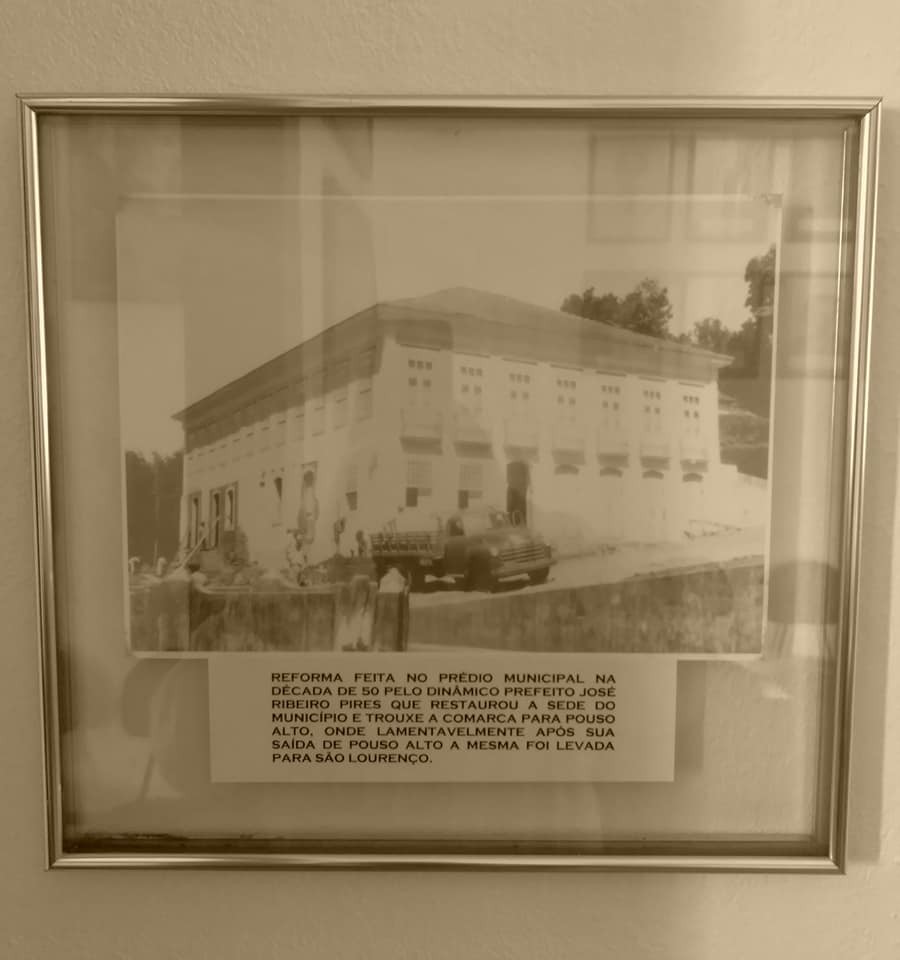 REFORMA FEITA NO PRÉDIO MUNICIPAL NA
DÉCADA DE 50 PELO DINÂMICO PREFEITO JOSÉ
RIBEIRO PIRES QUE RESTAUROU A SEDE DO
MUNICÍPIO E TROUXE A COMARCA PARA POUSO
ALTO, ONDE LAMENTAVELMENTE APÓS SUA
SAÍDA DE POUSO ALTO A MESMA FOI LEVADA
PARA SÃO LOURENÇO.